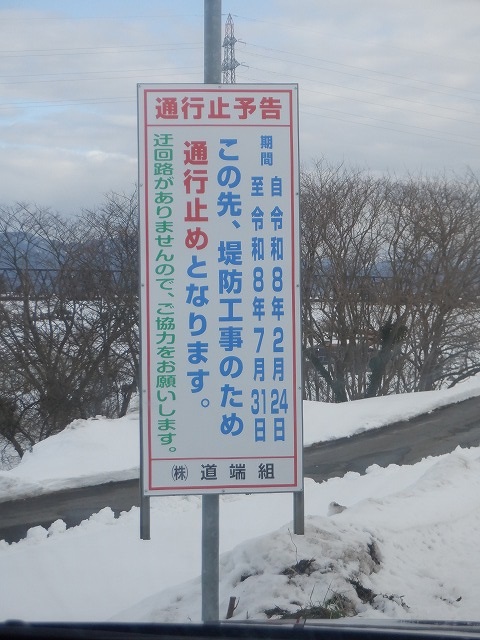 通行止予告
期間 自 令和8年2月24日
至 令和8年7月31日
この先、堤防工事のため
通行止めとなります。
迂回路がありませんので、ご協力をお願いします。
㈱ 道端組